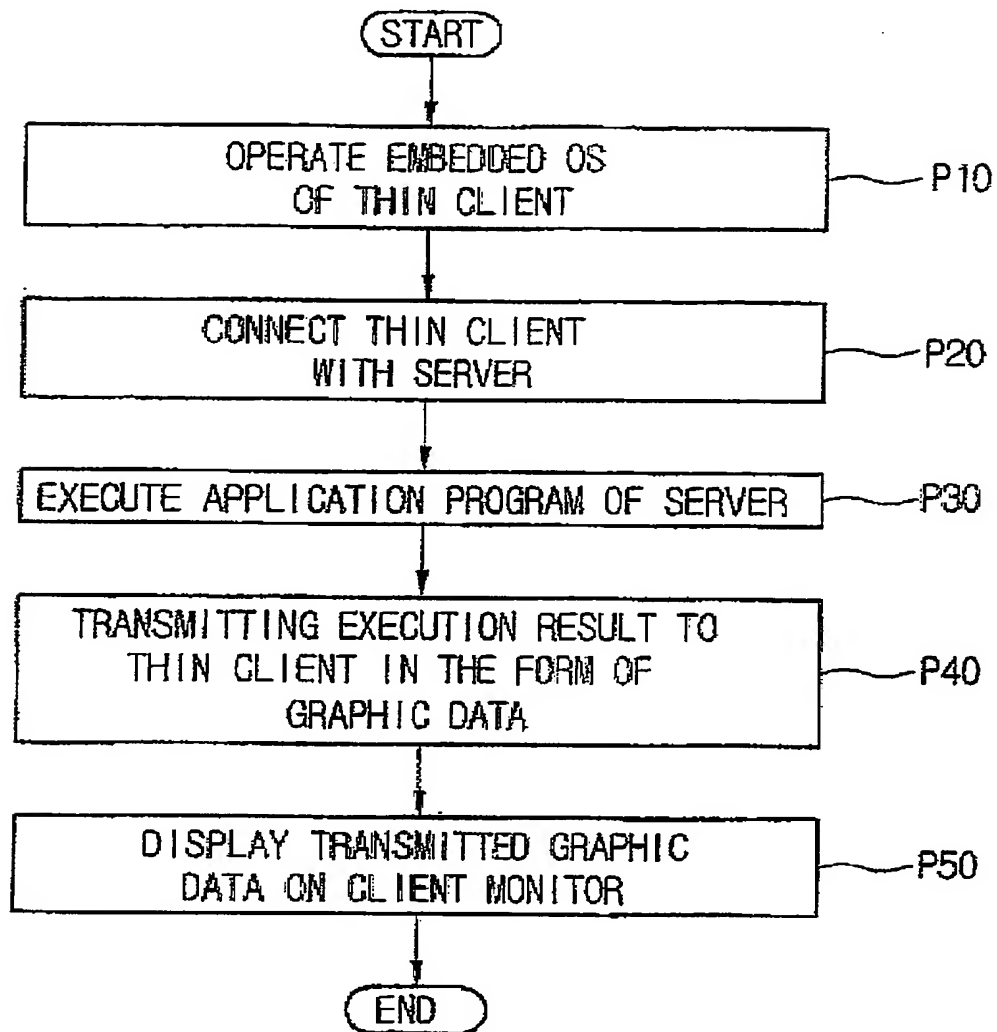 START
OPERATE EMBEDDED OS
OF THIN CLIENT
P10
CONNECT THIN CLIENT
WITH SERVER
P20
EXECUTE APPLICATION PROGRAM OF SERVER
P30
TRANSMITTING EXECUTION RESULT TO
THIN CLIENT IN THE FORM OF
GRAPHIC DATA
P40
DISPLAY TRANSMITTED GRAPHIC
DATA ON CLIENT MONITOR
P50
END